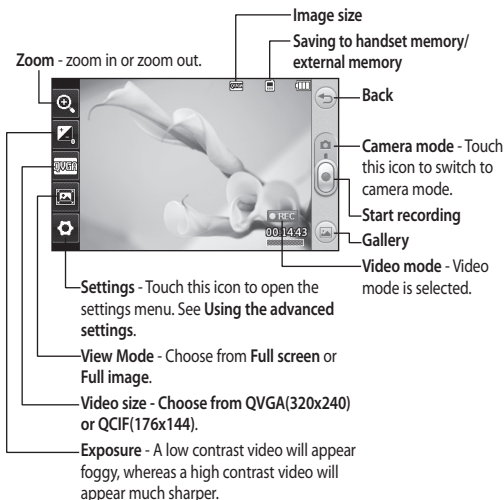 Image size
Saving to handset memory/
external memory
Zoom - zoom in or zoom out.
Back
QVGA
Camera mode - Touch
this icon to switch to
camera mode.
Start recording
REC
00:14:43
Gallery
Video mode - Video
mode is selected.
Settings - Touch this icon to open the
settings menu. See Using the advanced
settings.
View Mode - Choose from Full screen or
Full image.
Video size - Choose from QVGA(320x240)
or QCIF(176x144).
Exposure - A low contrast video will appear
foggy, whereas a high contrast video will
appear much sharper.